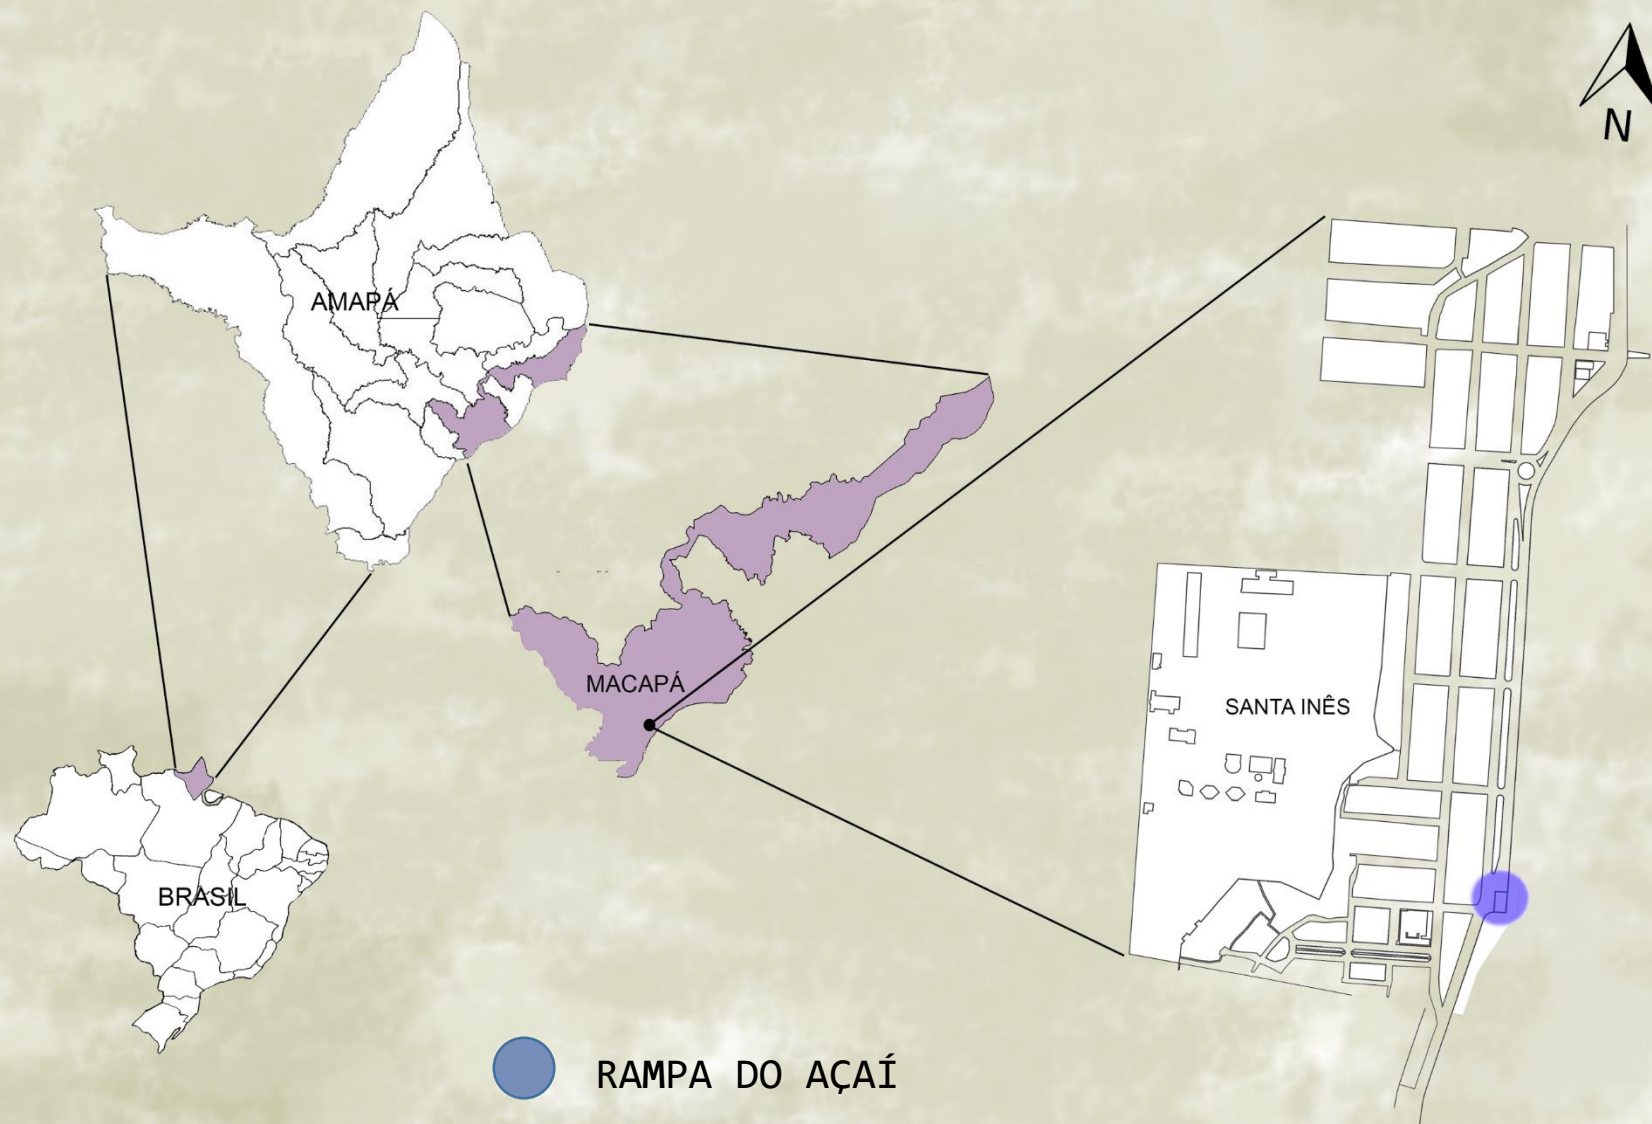 N
AMAPÁ
MACAPÁ
SANTA INÊS
BRASIL
RAMPA DO AÇAÍ